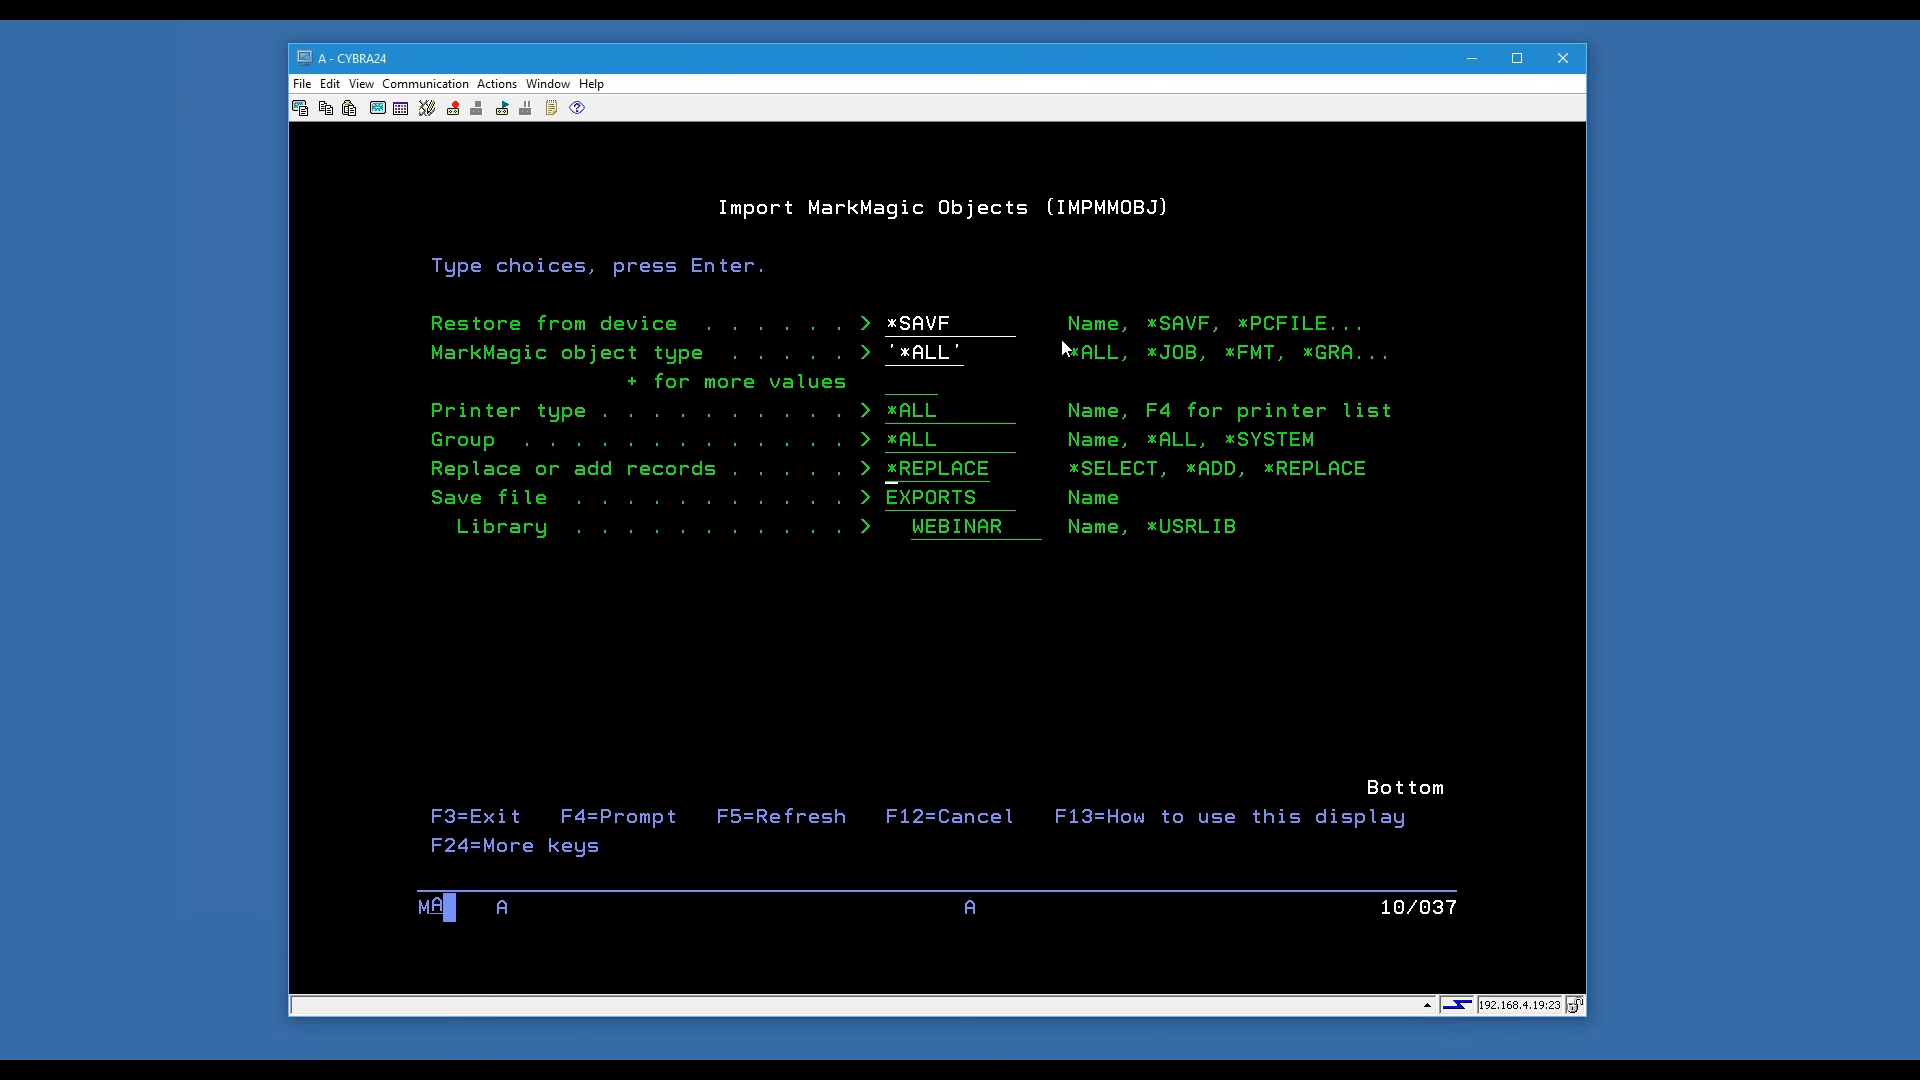 A - CYBRA24
File Edit View Communication Actions Window Help
Import MarkMagic Objects (IMPMMOBJ)
Type choices, press Enter.
Restore from device . . . . . . > *SAVF Name, *SAVF, *PCFILE...
MarkMagic object type . . . . . > '*ALL' *ALL, *JOB, *FMT, *GRA...
+ for more values
Printer type . . . . . . . . . . > *ALL Name, F4 for printer list
Group . . . . . . . . . . . . . > *ALL Name, *ALL, *SYSTEM
Replace or add records . . . . . > *REPLACE *SELECT, *ADD, *REPLACE
Save file . . . . . . . . . . . > EXPORTS Name
Library . . . . . . . . . . . > WEBINAR Name, *USRLIB
Bottom
F3=Exit F4=Prompt F5=Refresh F12=Cancel F13=How to use this display
F24=More keys
MA A A 10/037
192.168.4.19:23